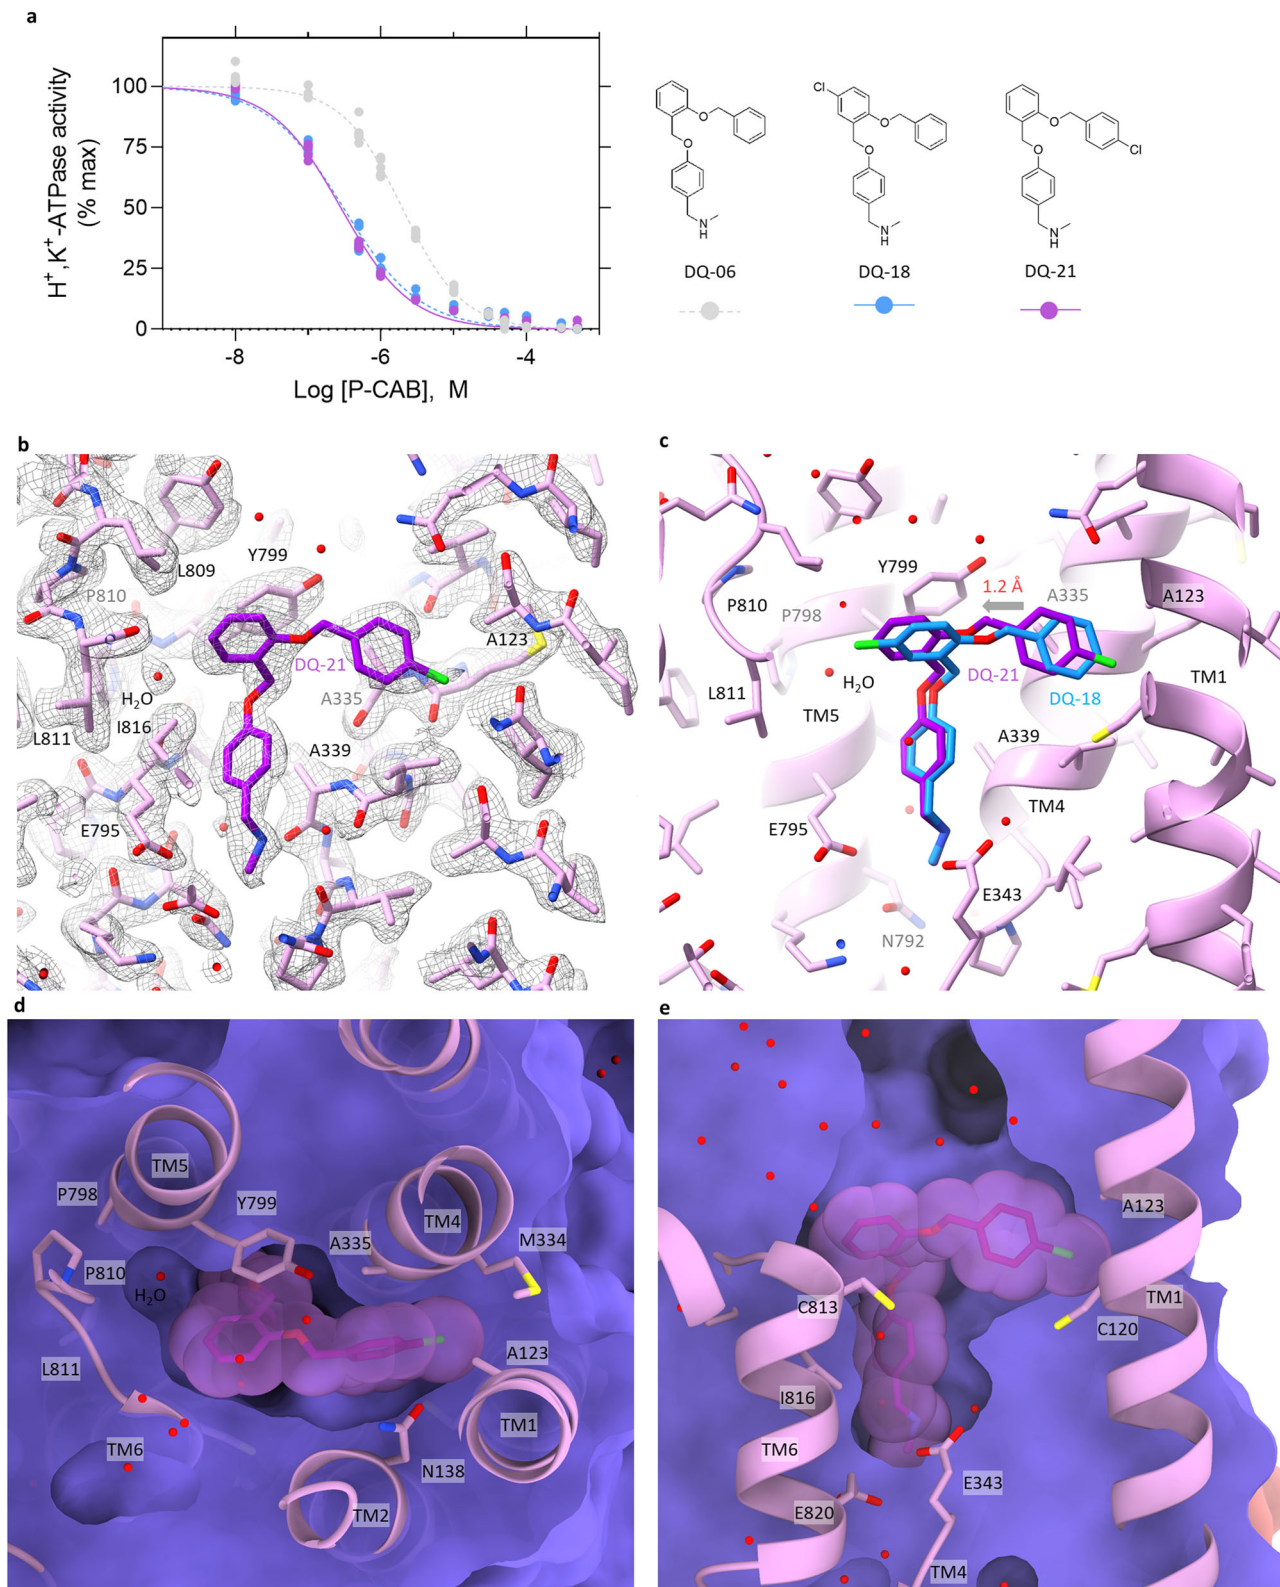 a
H⁺,K⁺-ATPase activity
(% max)
100
75
50
25
0
-8
-6
-4
Log [P-CAB], M
O
O
N
H
DQ-06
Cl
O
O
N
H
DQ-18
O
O
Cl
N
H
DQ-21
b
L809
Y799
P810
A123
DQ-21
A335
H₂O
I816
L811
A339
E795
c
Y799
1.2 Å
A335
A123
P810
P798
DQ-21
H₂O
L811
DQ-18
TM1
TM5
A339
TM4
E795
E343
N792
d
TM5
P798
Y799
TM4
A335
M334
P810
H₂O
A123
L811
TM1
TM6
N138
TM2
e
A123
C813
TM1
C120
I816
TM6
E343
E820
TM4